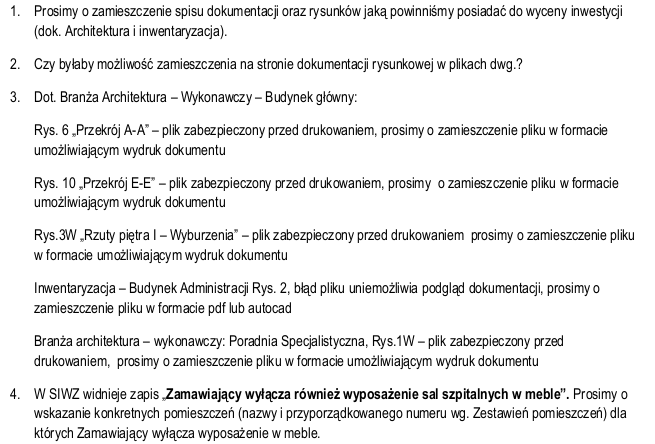 1. Prosimy o zamieszczenie spisu dokumentacji oraz rysunków jaką powinniśmy posiadać do wyceny inwestycji
(dok. Architektura i inwentaryzacja).
2. Czy byłaby możliwość zamieszczenia na stronie dokumentacji rysunkowej w plikach dwg.?
3. Dot. Branża Architektura – Wykonawczy – Budynek główny:
Rys. 6 „Przekrój A-A” – plik zabezpieczony przed drukowaniem, prosimy o zamieszczenie pliku w formacie
umożliwiającym wydruk dokumentu
Rys. 10 „Przekrój E-E” – plik zabezpieczony przed drukowaniem, prosimy o zamieszczenie pliku w formacie
umożliwiającym wydruk dokumentu
Rys.3W „Rzuty piętra I – Wyburzenia” – plik zabezpieczony przed drukowaniem prosimy o zamieszczenie pliku
w formacie umożliwiającym wydruk dokumentu
Inwentaryzacja – Budynek Administracji Rys. 2, błąd pliku uniemożliwia podgląd dokumentacji, prosimy o
zamieszczenie pliku w formacie pdf lub autocad
Branża architektura – wykonawczy: Poradnia Specjalistyczna, Rys.1W – plik zabezpieczony przed
drukowaniem, prosimy o zamieszczenie pliku w formacie umożliwiającym wydruk dokumentu
4. W SIWZ widnieje zapis „Zamawiający wyłącza również wyposażenie sal szpitalnych w meble”. Prosimy o
wskazanie konkretnych pomieszczeń (nazwy i przyporządkowanego numeru wg. Zestawień pomieszczeń) dla
których Zamawiający wyłącza wyposażenie w meble.